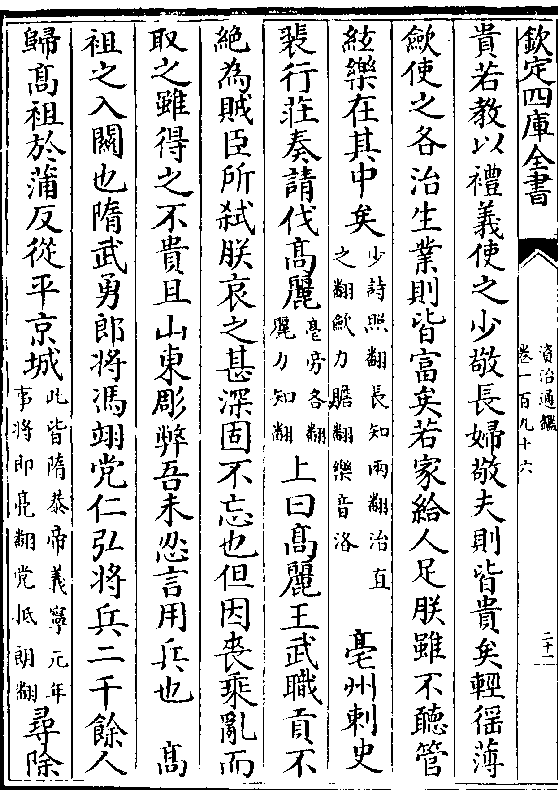 欽定四庫全書
資治通鑑
卷一百九十六
二十一
貴若教以禮義使之少敬長婦敬夫則皆貴矣輕徭薄
歛使之各治生業則皆富矣若家給人足朕雖不聽管
絃樂在其中矣
少詩照翻長知兩翻治直
之翻歛力贍翻樂音洛
亳州刺史
裴行莊奏請伐髙麗
亳旁各翻
麗力知翻
上曰髙麗王武職貢不
絶為賊臣所弑朕哀之甚深固不忘也但因喪乘亂而
取之雖得之不貴且山東彫弊吾未忍言用兵也
髙
祖之入關也隋武勇郎將馮翊党仁弘將兵二千餘人
歸髙祖於蒲反從平京城
此皆隋恭帝義寧元年
事將即亮翻党底朗翻
尋除